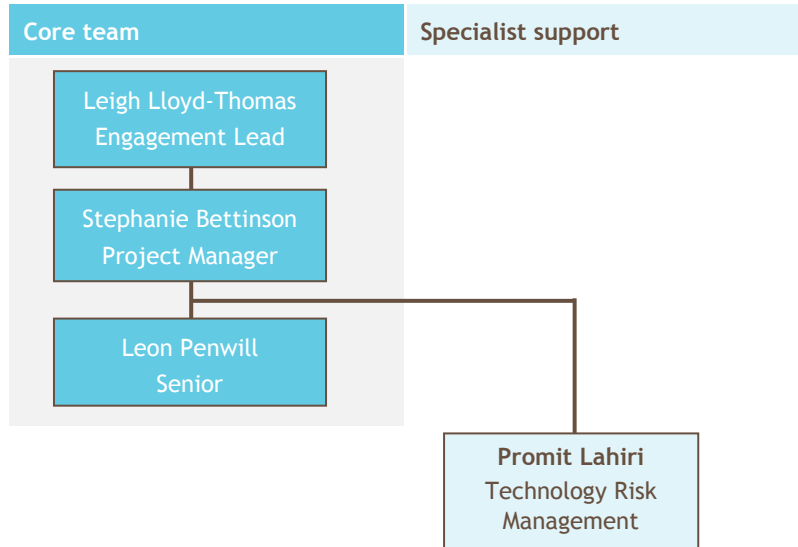 Core team
Specialist support
Leigh Lloyd-Thomas
Engagement Lead
Stephanie Bettinson
Project Manager
Leon Penwill
Senior
Promit Lahiri
Technology Risk
Management